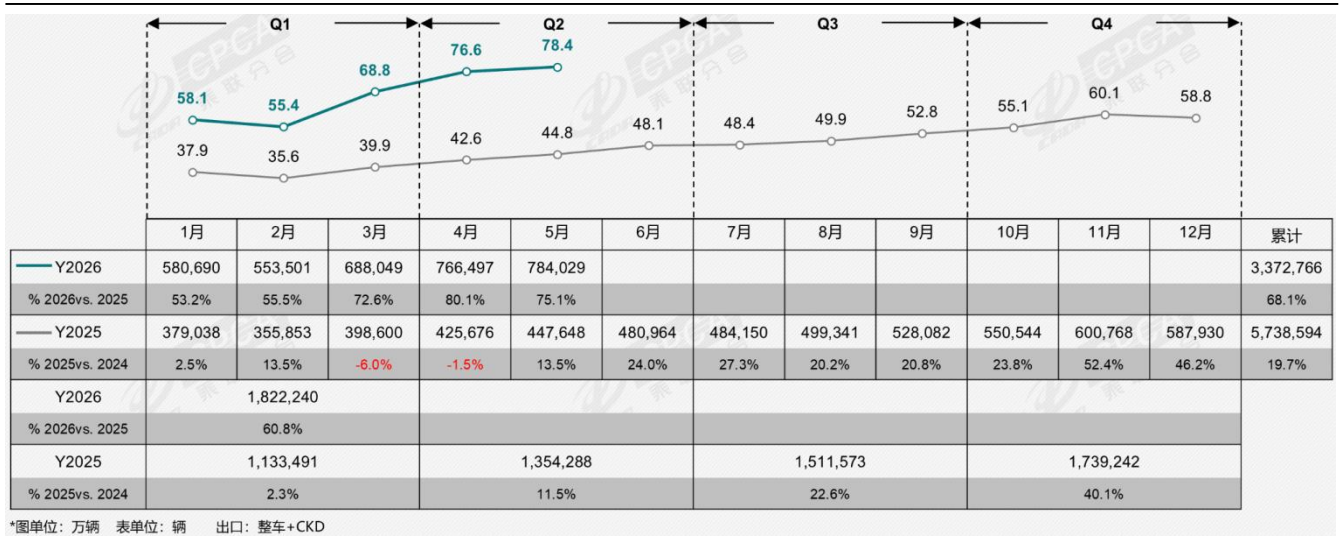 Q1 Q2 Q3 Q4
58.1 55.4 68.8 76.6 78.4
37.9 35.6 39.9 42.6 44.8 48.1 48.4 49.9 52.8 55.1 60.1 58.8
1月 2月 3月 4月 5月 6月 7月 8月 9月 10月 11月 12月 累计
Y2026 580,690 553,501 688,049 766,497 784,029 3,372,766
% 2026vs. 2025 53.2% 55.5% 72.6% 80.1% 75.1% 68.1%
Y2025 379,038 355,853 398,600 425,676 447,648 480,964 484,150 499,341 528,082 550,544 600,768 587,930 5,738,594
% 2025vs. 2024 2.5% 13.5% -6.0% -1.5% 13.5% 24.0% 27.3% 20.2% 20.8% 23.8% 52.4% 46.2% 19.7%
Y2026 1,822,240
% 2026vs. 2025 60.8%
Y2025 1,133,491 1,354,288 1,511,573 1,739,242
% 2025vs. 2024 2.3% 11.5% 22.6% 40.1%
*图单位：万辆 表单位：辆 出口：整车+CKD
CPCA
乘联分会